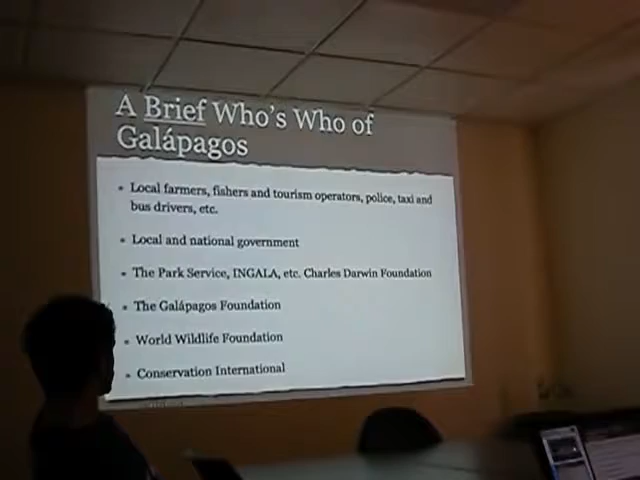 A Brief Who's Who of
Galápagos
• Local farmers, fishers and tourism operators, police, taxi and
bus drivers, etc.
• Local and national government
• The Park Service, INGALA, etc. Charles Darwin Foundation
• The Galápagos Foundation
• World Wildlife Foundation
• Conservation International